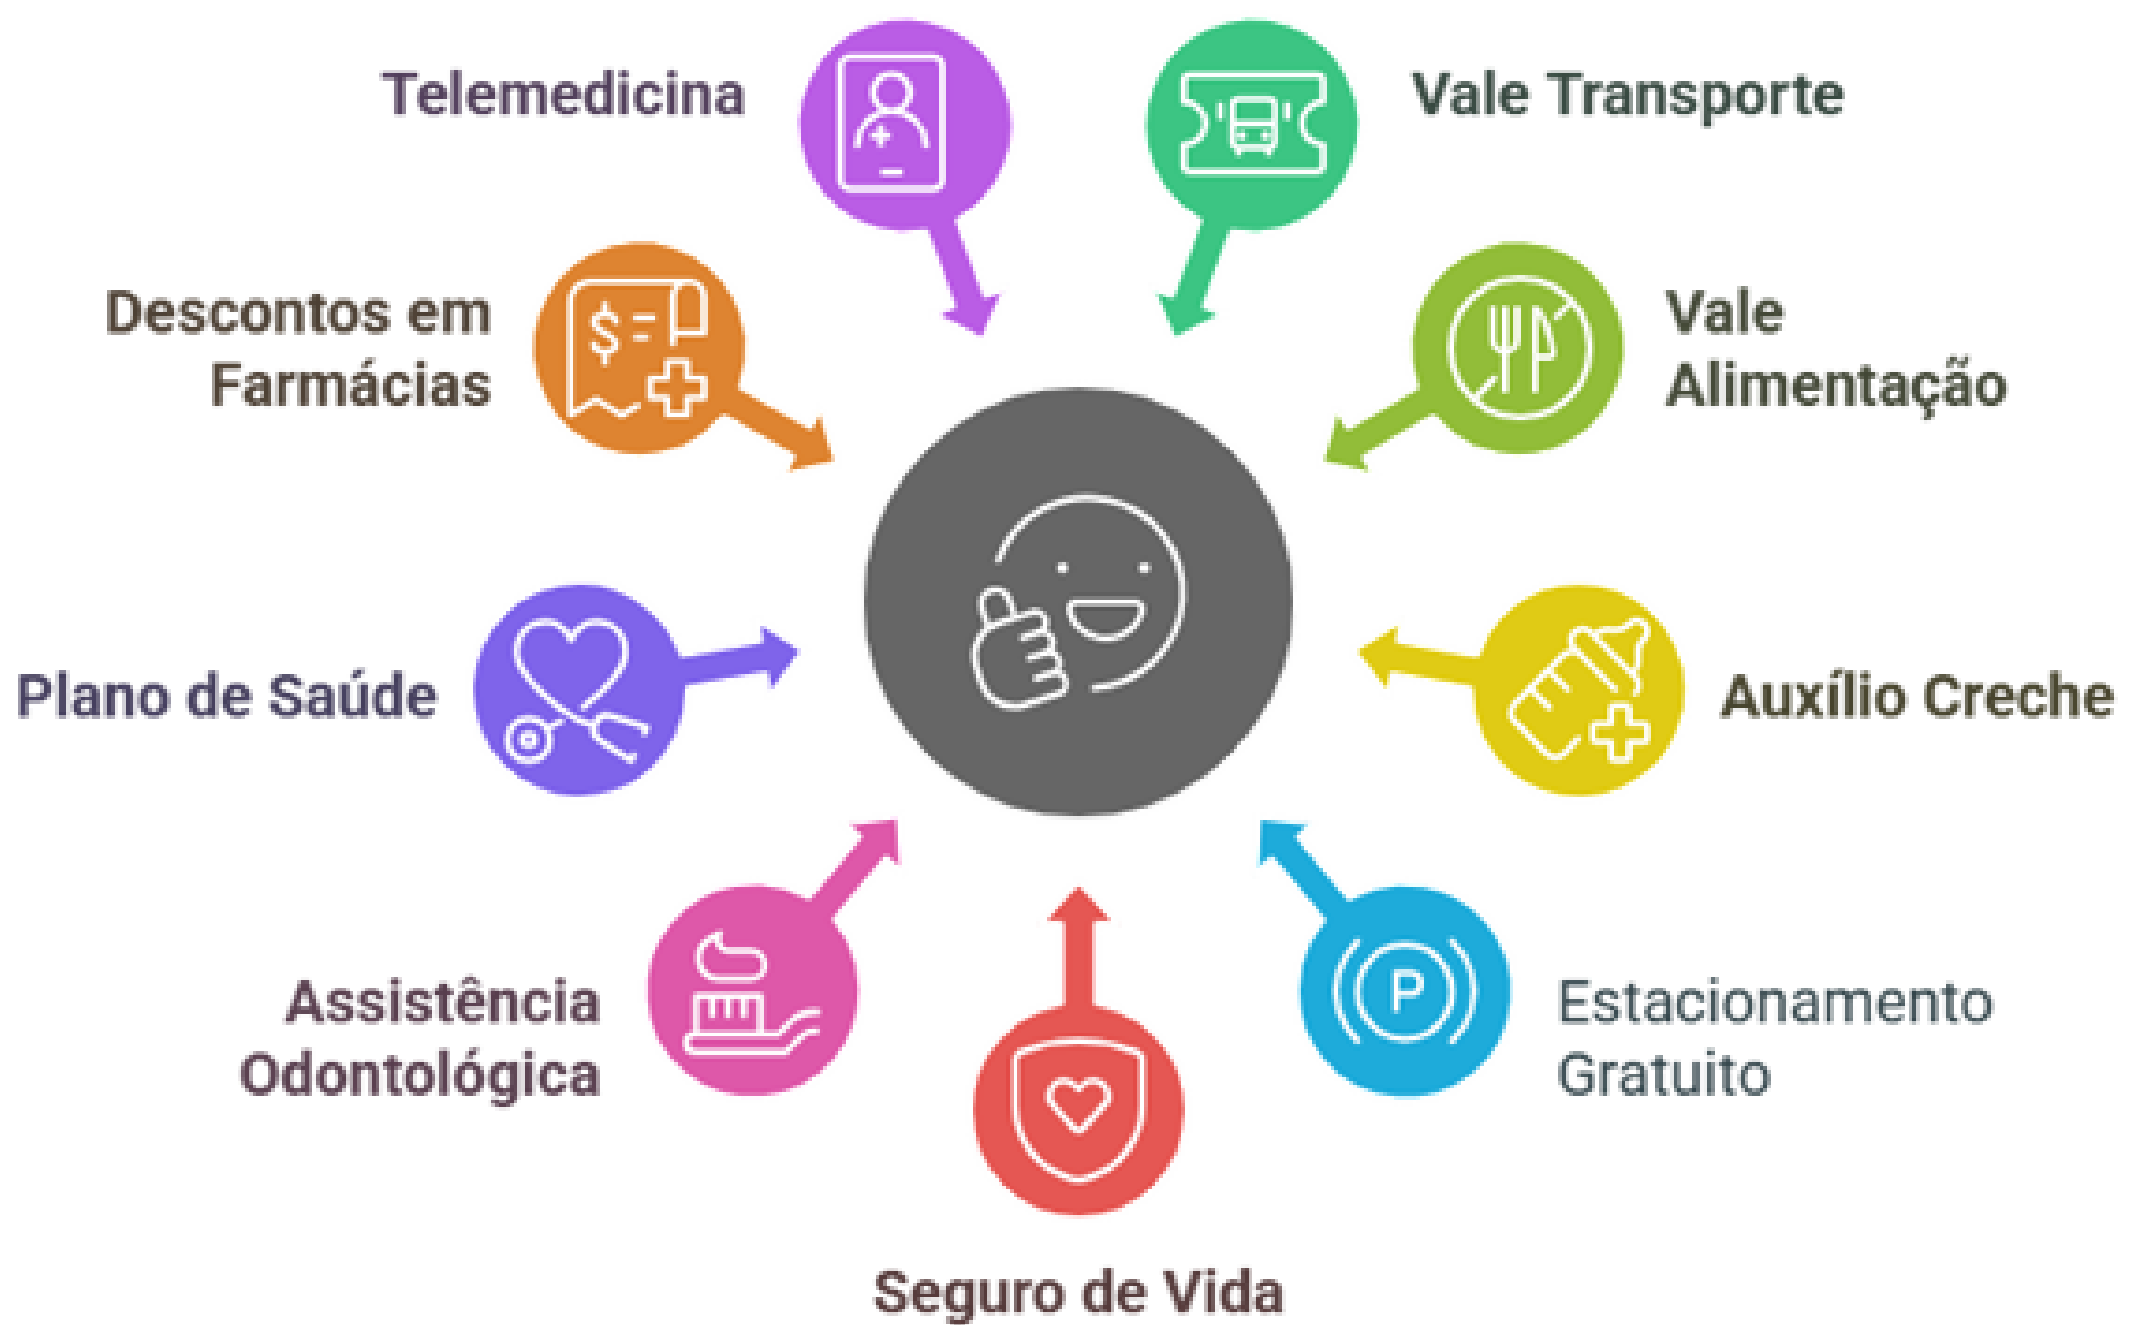 Telemedicina
Vale Transporte
Descontos em
Farmácias
Vale
Alimentação
Plano de Saúde
Auxílio Creche
Assistência
Odontológica
Estacionamento
Gratuito
Seguro de Vida
$
P